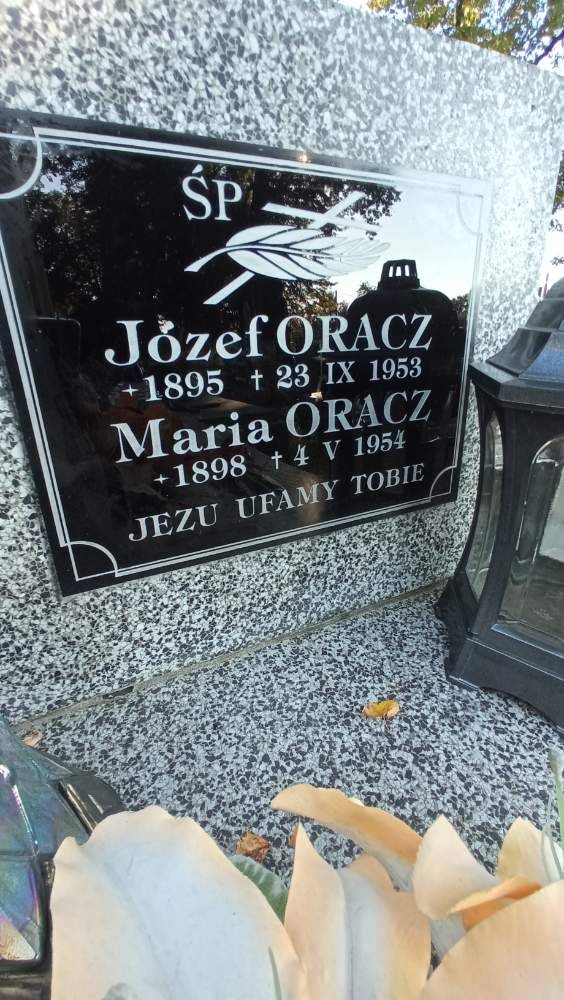 ŚP
Józef ORACZ
+1895 † 23 IX 1953
Maria ORACZ
+1898 † 4 V 1954
JEZU UFAMY TOBIE